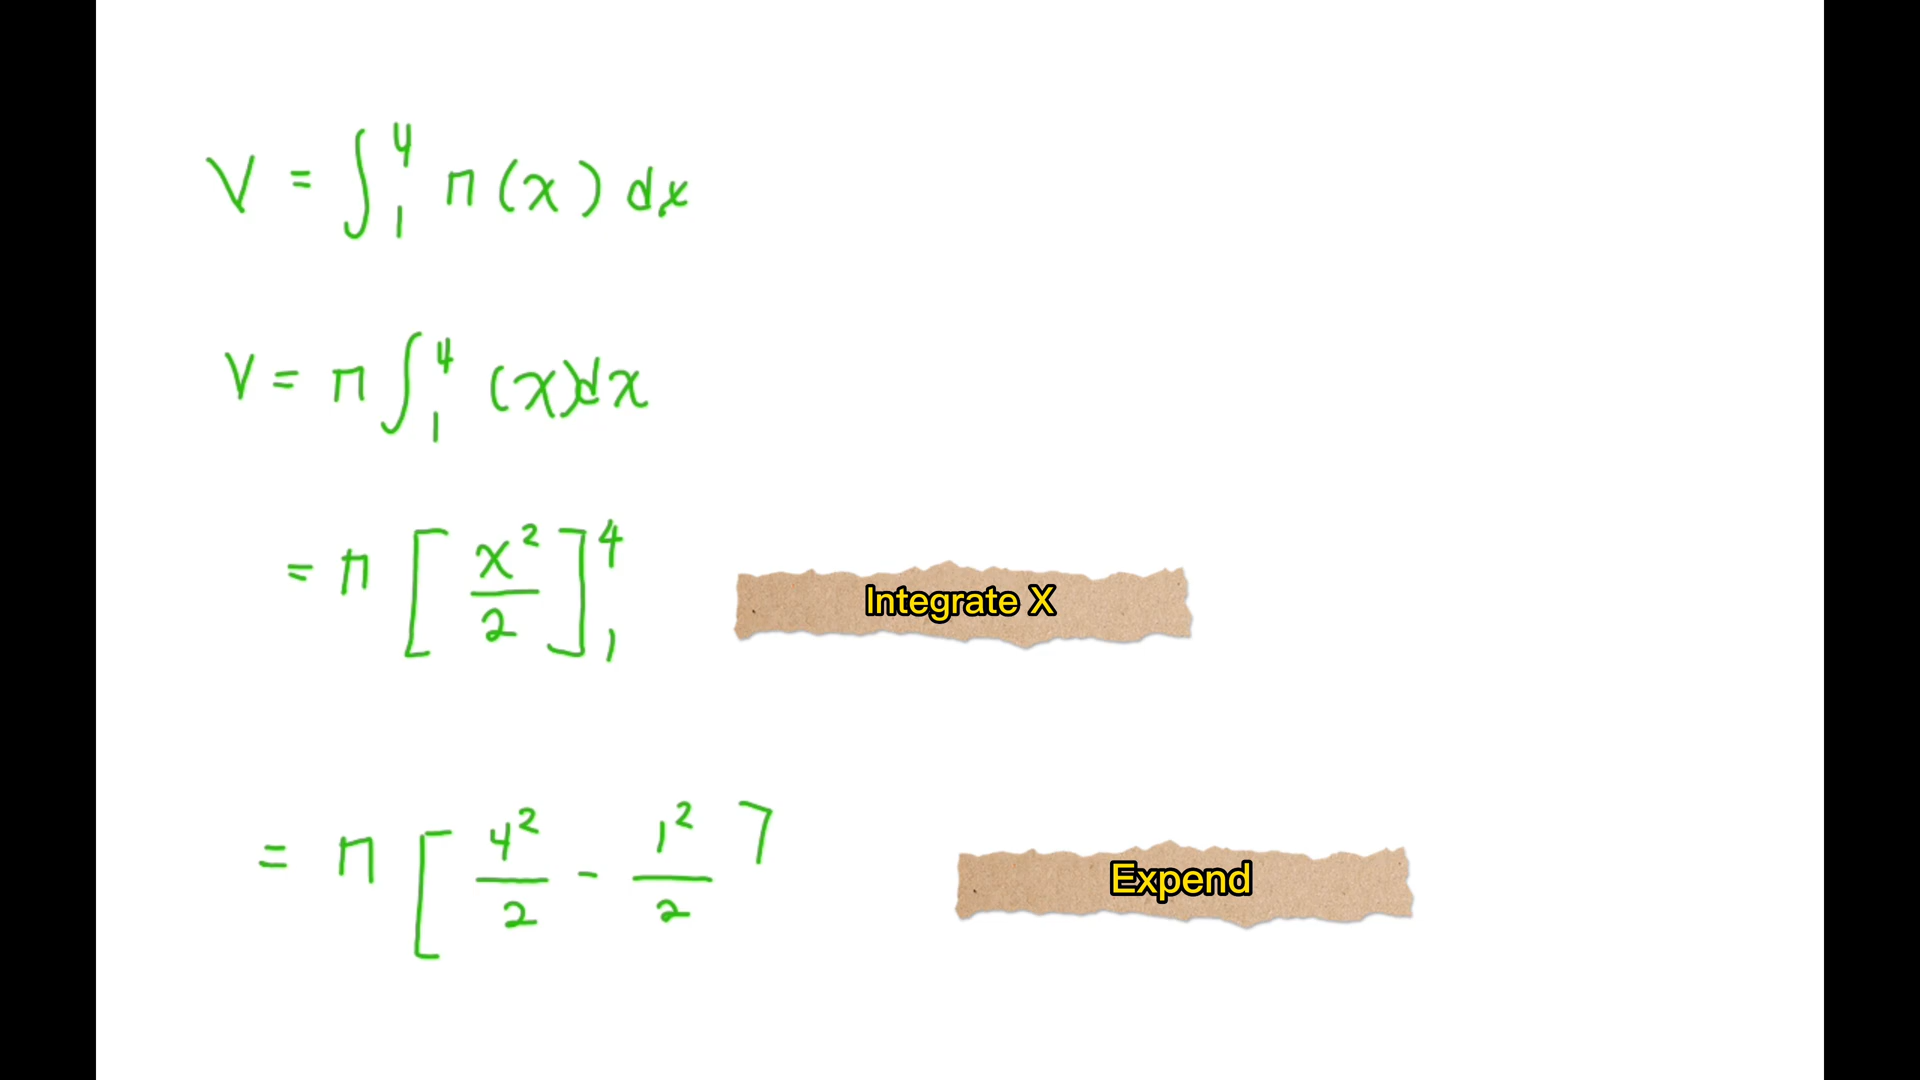 V = ∫₁⁴ π(x) dx
V = π ∫₁⁴ (x)dx
= π [x²/2]₁⁴
Integrate X
= π [4²/2 - 1²/2]
Expend